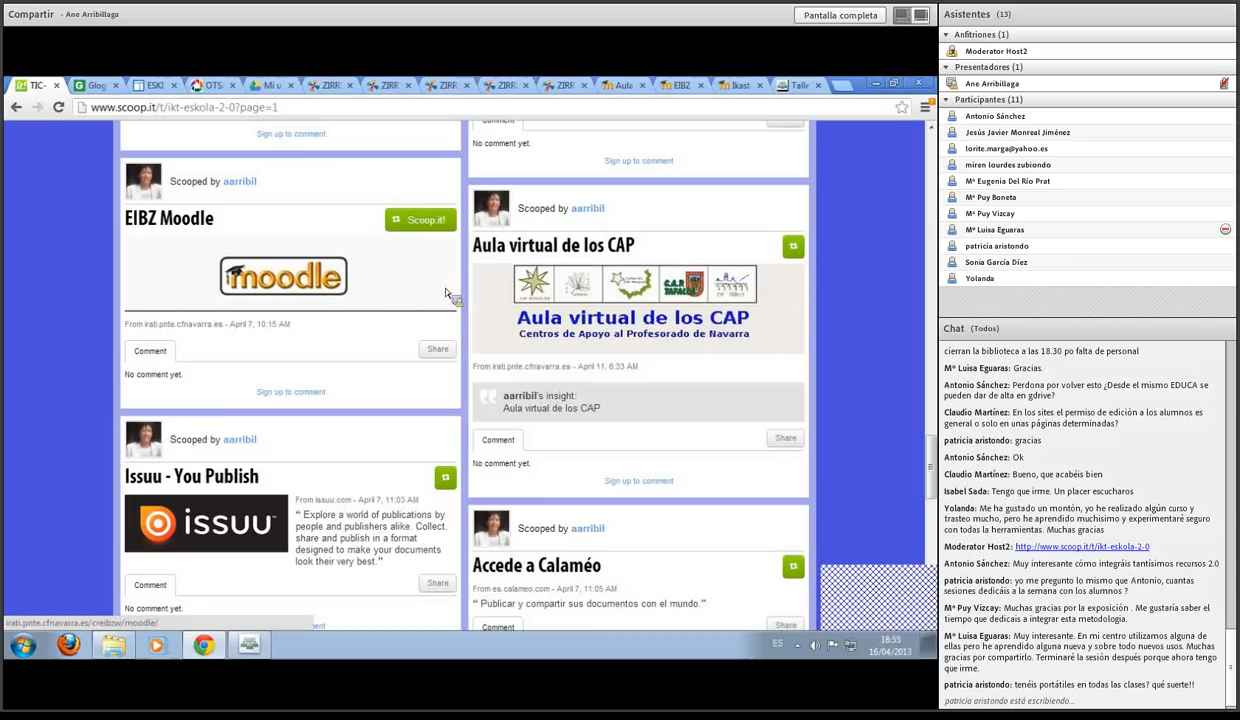 Compartir - Ane Arribillaga
Pantalla completa
TIC-
Glog
ESKI
OTS
Mi u
ZIRR
ZIRR
ZIRR
ZIRR
ZIRR
Aula
EIBZ
Ikast
Talle
www.scoop.it/t/ikt-eskola-2-0?page=1
Sign up to comment
Scooped by aarribil
EIBZ Moodle
Scoop.it!
moodle
From irati.pnte.cfnavarra.es - April 7, 10:15 AM
Comment
Share
No comment yet.
Sign up to comment
Scooped by aarribil
Issuu - You Publish
issuu
From issuu.com - April 7, 11:03 AM
" Explore a world of publications by
people and publishers alike. Collect,
share and publish in a format
designed to make your documents
look their very best."
Comment
Share
No comment yet.
irati.pnte.cfnavarra.es/creibzw/moodle/
Comment
No comment yet.
Sign up to comment
Scooped by aarribil
Aula virtual de los CAP
Aula virtual de los CAP
Centros de Apoyo al Profesorado de Navarra
From irati.pnte.cfnavarra.es - April 11, 6:33 AM
aarribil's insight:
Aula virtual de los CAP
Comment
Share
No comment yet.
Sign up to comment
Scooped by aarribil
Accede a Calaméo
From es.calameo.com - April 7, 11:05 AM
" Publicar y compartir sus documentos con el mundo."
Comment
Share
ES
18:55
16/04/2013
Asistentes (13)
Anfitriones (1)
Moderator Host2
Presentadores (1)
Ane Arribillaga
Participantes (11)
Antonio Sánchez
Jesús Javier Monreal Jiménez
lorite.marga@yahoo.es
miren lourdes zubiondo
Mª Eugenia Del Río Prat
Mª Puy Boneta
Mª Puy Vizcay
Mª Luisa Eguaras
patricia aristondo
Sonia García Díez
Yolanda
Chat (Todos)
cierran la biblioteca a las 18.30 po falta de personal
Mª Luisa Eguaras: Gracias.
Antonio Sánchez: Perdona por volver esto ¿Desde el mismo EDUCA se
pueden dar de alta en gdrive?
Claudio Martínez: En los sites el permiso de edición a los alumnos es
general o solo en unas páginas determinadas?
patricia aristondo: gracias
Antonio Sánchez: Ok
Claudio Martínez: Bueno, que acabéis bien
Isabel Sada: Tengo que irme. Un placer escucharos
Yolanda: Me ha gustado un montón, yo he realizado algún curso y
trasteo mucho, pero he aprendido muchisimo y experimentaré seguro
con todas la herramientas. Muchas gracias
Moderator Host2: http://www.scoop.it/t/ikt-eskola-2-0
Antonio Sánchez: Muy interesante cómo integráis tantísimos recursos 2.0
patricia aristondo: yo me pregunto lo mismo que Antonio, cuantas
sesiones dedicáis a la semana con los alumnos ?
Mª Puy Vizcay: Muchas gracias por la exposición . Me gustaría saber el
tiempo que dedicais a integrar esta metodologia.
Mª Luisa Eguaras: Muy interesante. En mi centro utilizamos alguna de
ellas pero he aprendido alguna nueva y sobre todo nuevos usos. Muchas
gracias por compartirlo. Terminaré la sesión después porque ahora tengo
que irme.
patricia aristondo: tenéis portátiles en todas las clases? qué suerte!!
patricia aristondo está escribiendo...